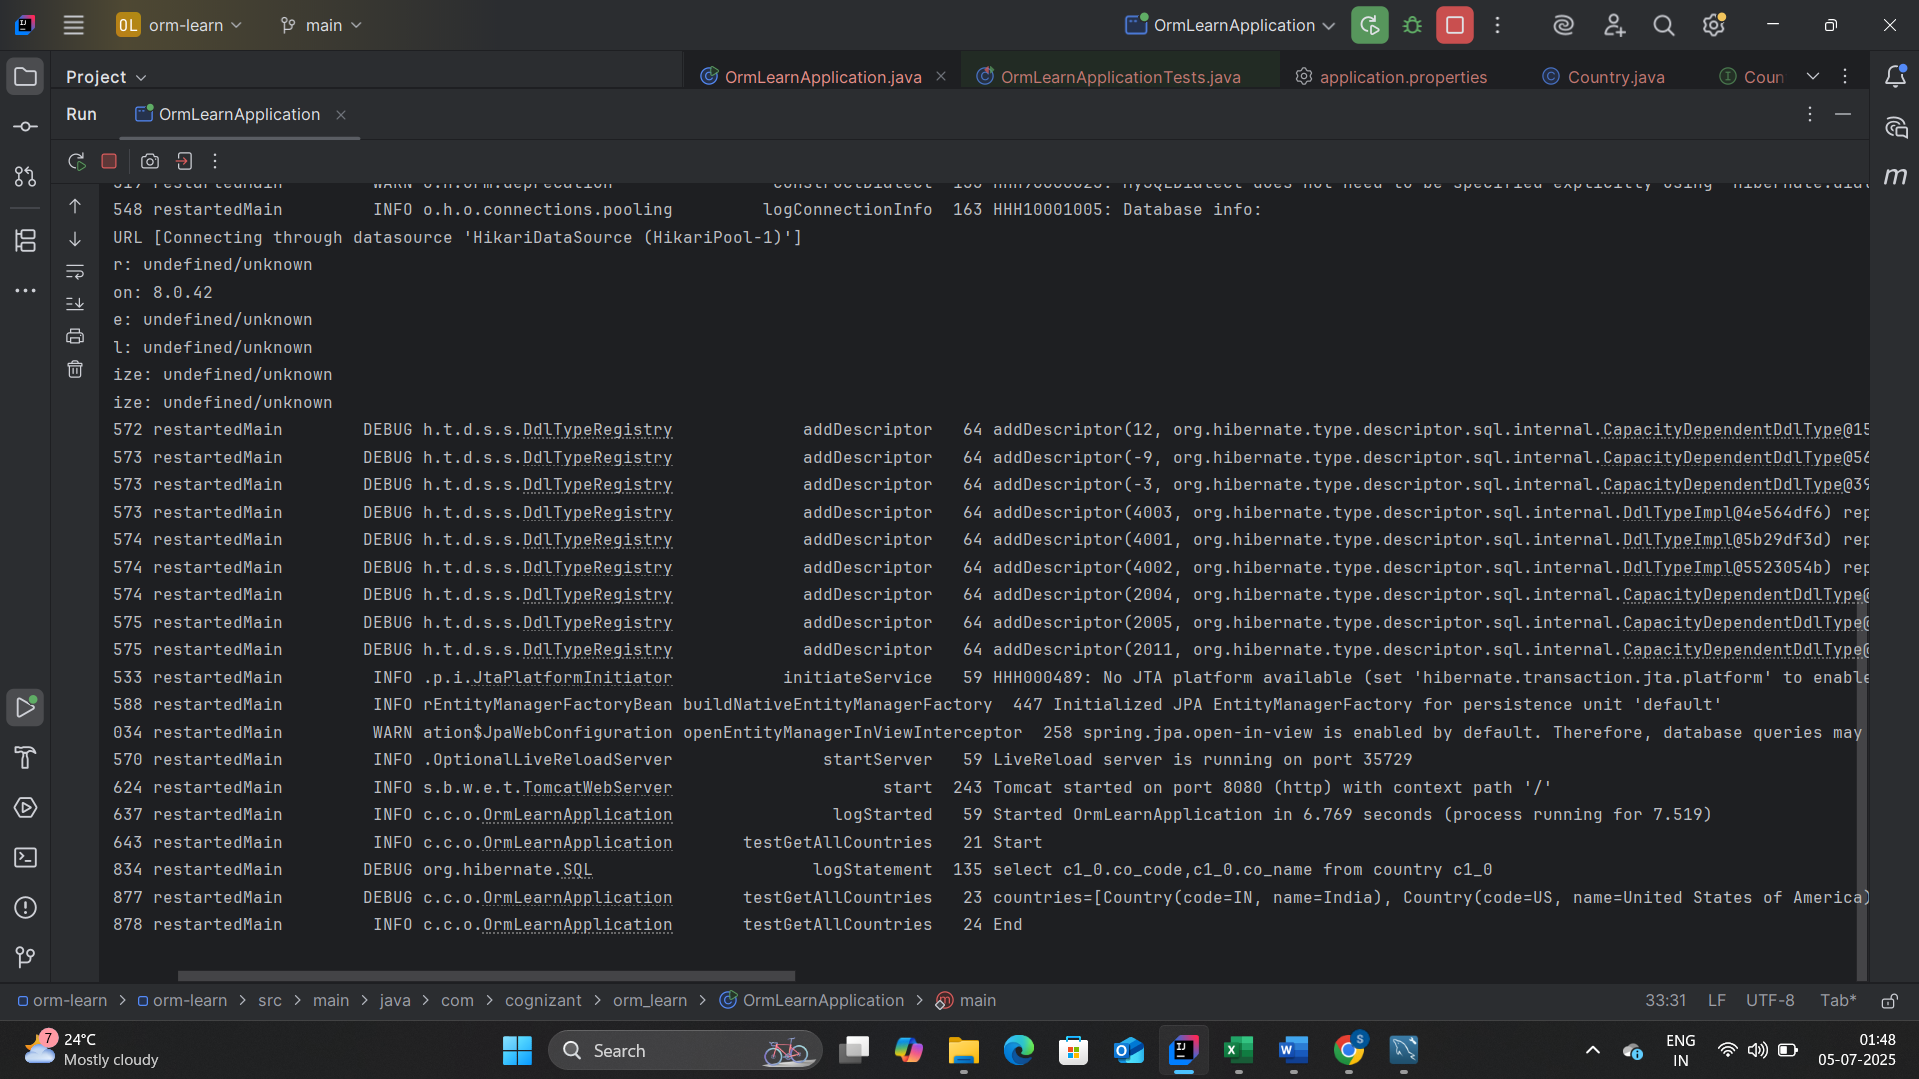 OL orm-learn main OrmLearnApplication
Project OrmLearnApplication.java OrmLearnApplicationTests.java application.properties Country.java Coun
Run OrmLearnApplication
548 restartedMain INFO o.h.o.connections.pooling logConnectionInfo 163 HHH10001005: Database info:
URL [Connecting through datasource 'HikariDataSource (HikariPool-1)']
r: undefined/unknown
on: 8.0.42
e: undefined/unknown
l: undefined/unknown
ize: undefined/unknown
ize: undefined/unknown
572 restartedMain DEBUG h.t.d.s.s.DdlTypeRegistry addDescriptor 64 addDescriptor(12, org.hibernate.type.descriptor.sql.internal.CapacityDependentDdlType@15
573 restartedMain DEBUG h.t.d.s.s.DdlTypeRegistry addDescriptor 64 addDescriptor(-9, org.hibernate.type.descriptor.sql.internal.CapacityDependentDdlType@56
573 restartedMain DEBUG h.t.d.s.s.DdlTypeRegistry addDescriptor 64 addDescriptor(-3, org.hibernate.type.descriptor.sql.internal.CapacityDependentDdlType@39
573 restartedMain DEBUG h.t.d.s.s.DdlTypeRegistry addDescriptor 64 addDescriptor(4003, org.hibernate.type.descriptor.sql.internal.DdlTypeImpl@4e564df6) rep
574 restartedMain DEBUG h.t.d.s.s.DdlTypeRegistry addDescriptor 64 addDescriptor(4001, org.hibernate.type.descriptor.sql.internal.DdlTypeImpl@5b29df3d) rep
574 restartedMain DEBUG h.t.d.s.s.DdlTypeRegistry addDescriptor 64 addDescriptor(4002, org.hibernate.type.descriptor.sql.internal.DdlTypeImpl@5523054b) rep
574 restartedMain DEBUG h.t.d.s.s.DdlTypeRegistry addDescriptor 64 addDescriptor(2004, org.hibernate.type.descriptor.sql.internal.CapacityDependentDdlType@
575 restartedMain DEBUG h.t.d.s.s.DdlTypeRegistry addDescriptor 64 addDescriptor(2005, org.hibernate.type.descriptor.sql.internal.CapacityDependentDdlType@
575 restartedMain DEBUG h.t.d.s.s.DdlTypeRegistry addDescriptor 64 addDescriptor(2011, org.hibernate.type.descriptor.sql.internal.CapacityDependentDdlType@
533 restartedMain INFO .p.i.JtaPlatformInitiator initiateService 59 HHH000489: No JTA platform available (set 'hibernate.transaction.jta.platform' to enable
588 restartedMain INFO rEntityManagerFactoryBean buildNativeEntityManagerFactory 447 Initialized JPA EntityManagerFactory for persistence unit 'default'
034 restartedMain WARN ation$JpaWebConfiguration openEntityManagerInViewInterceptor 258 spring.jpa.open-in-view is enabled by default. Therefore, database queries may
570 restartedMain INFO .OptionalLiveReloadServer startServer 59 LiveReload server is running on port 35729
624 restartedMain INFO s.b.w.e.t.TomcatWebServer start 243 Tomcat started on port 8080 (http) with context path '/'
637 restartedMain INFO c.c.o.OrmLearnApplication logStarted 59 Started OrmLearnApplication in 6.769 seconds (process running for 7.519)
643 restartedMain INFO c.c.o.OrmLearnApplication testGetAllCountries 21 Start
834 restartedMain DEBUG org.hibernate.SQL logStatement 135 select c1_0.co_code,c1_0.co_name from country c1_0
877 restartedMain DEBUG c.c.o.OrmLearnApplication testGetAllCountries 23 countries=[Country(code=IN, name=India), Country(code=US, name=United States of America)
878 restartedMain INFO c.c.o.OrmLearnApplication testGetAllCountries 24 End
orm-learn > orm-learn > src > main > java > com > cognizant > orm_learn > OrmLearnApplication > main 33:31 LF UTF-8 Tab*
7 24°C
Mostly cloudy
Search
ENG
IN
01:48
05-07-2025